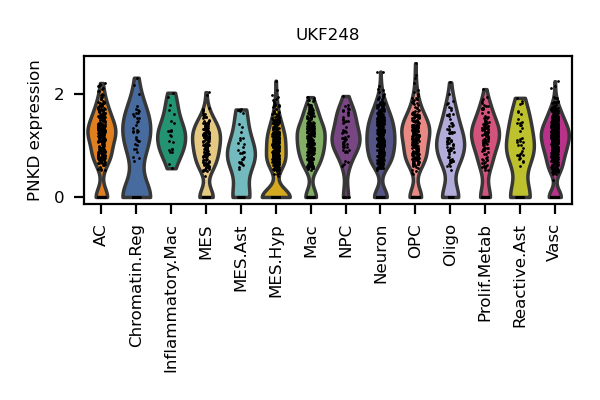 UKF248
PNKD expression
2
0
AC
Chromatin.Reg
Inflammatory.Mac
MES
MES.Ast
MES.Hyp
Mac
NPC
Neuron
OPC
Oligo
Prolif.Metab
Reactive.Ast
Vasc